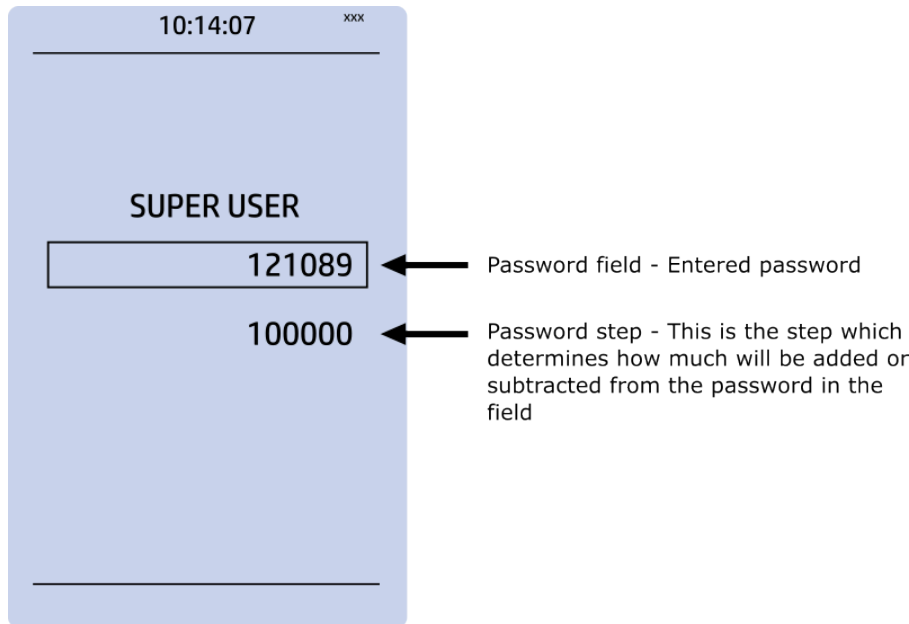 10:14:07 xxx
SUPER USER
121089
Password field - Entered password
100000
Password step - This is the step which
determines how much will be added or
subtracted from the password in the
field